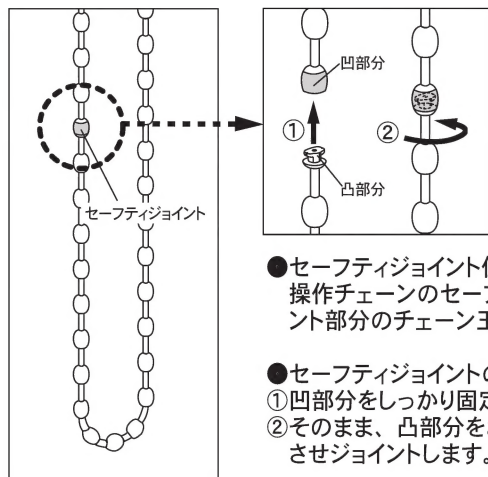 セーフティジョイント
凹部分
①
②
凸部分
●セーフティジョイント
操作チェーンのセー
ント部分のチェーン
●セーフティジョイントの
①凹部分をしっかり固定
②そのまま、凸部分を
させジョイントします。